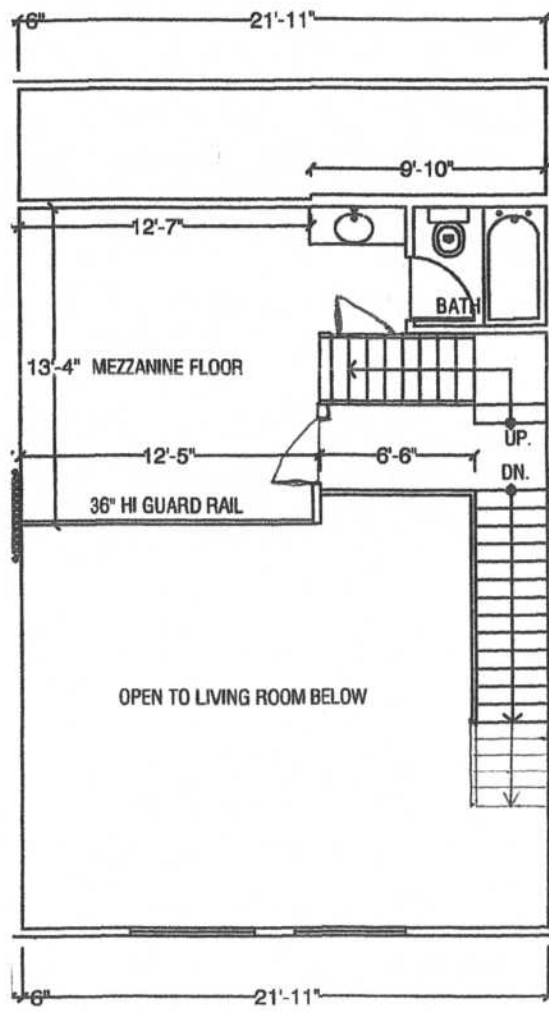 6" 21'-11"
9'-10"
12'-7"
BATH
13'-4" MEZZANINE FLOOR
UP.
12'-5" 6'-6"
DN.
36" HI GUARD RAIL
OPEN TO LIVING ROOM BELOW
6" 21'-11"